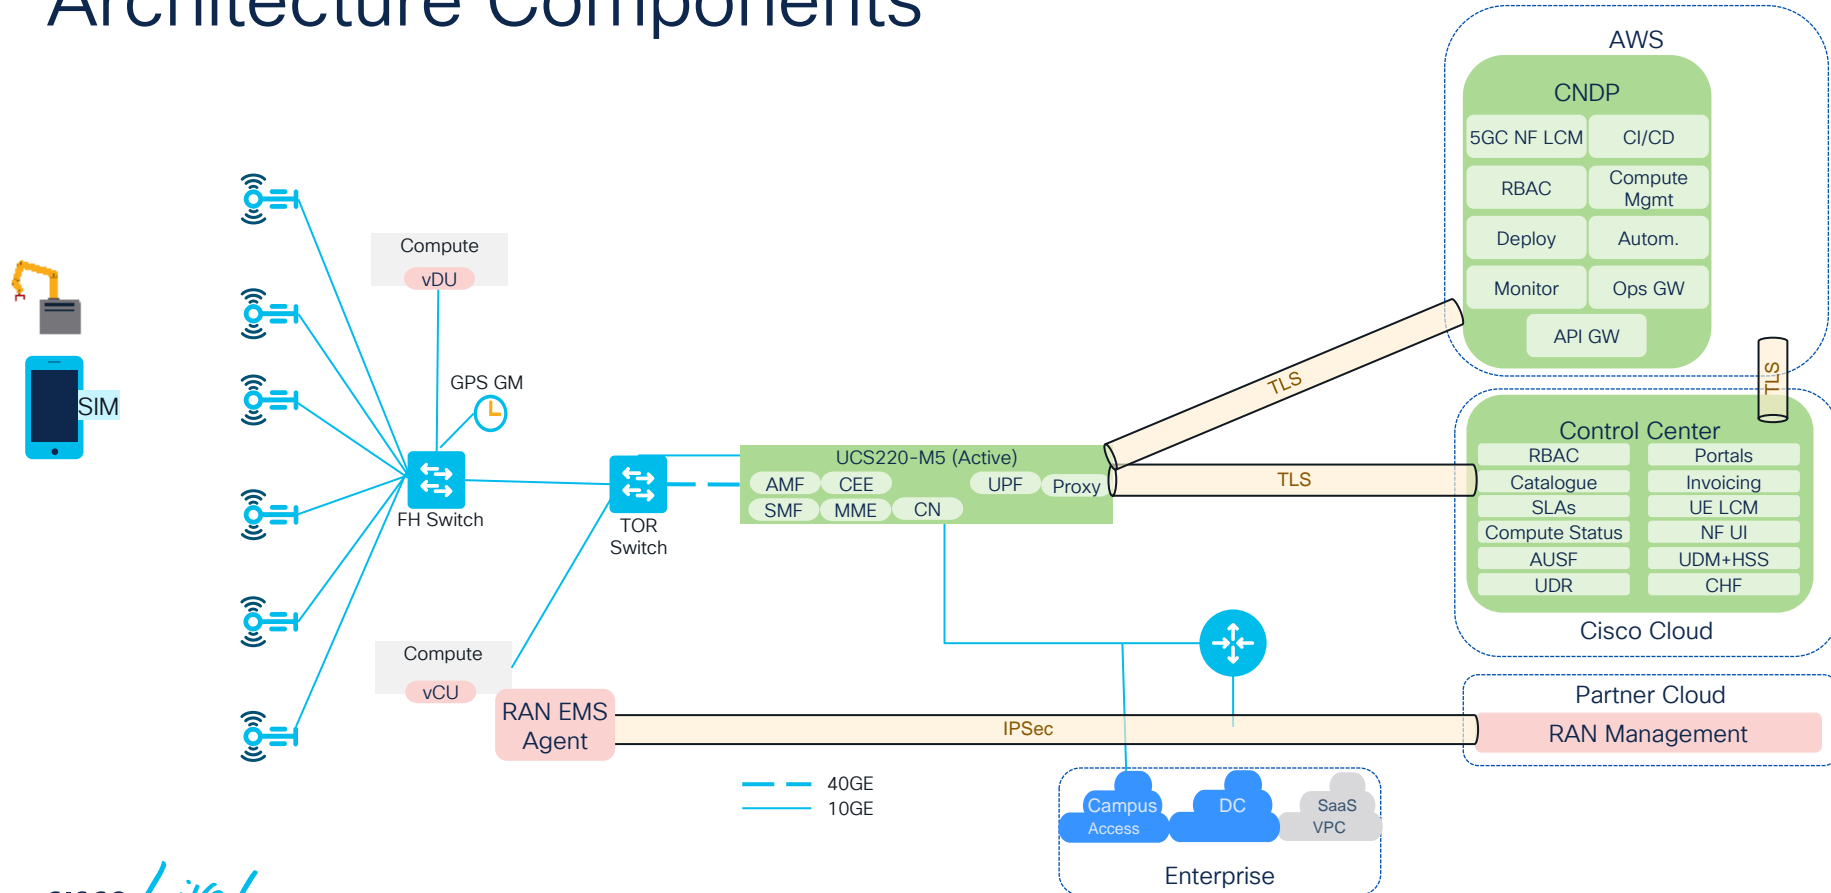 Architecture Components
AWS
CNDP
5GC NF LCM
CI/CD
RBAC
Compute
Mgmt
Deploy
Autom.
Monitor
Ops GW
API GW
Compute
vDU
GPS GM
SIM
FH Switch
TOR
Switch
UCS220-M5 (Active)
AMF
CEE
UPF
Proxy
SMF
MME
CN
TLS
TLS
TLS
Control Center
RBAC
Portals
Catalogue
Invoicing
SLAs
UE LCM
Compute Status
NF UI
AUSF
UDM+HSS
UDR
CHF
Cisco Cloud
Compute
vCU
RAN EMS
Agent
IPSec
Partner Cloud
RAN Management
40GE
10GE
Campus
Access
DC
SaaS
VPC
Enterprise